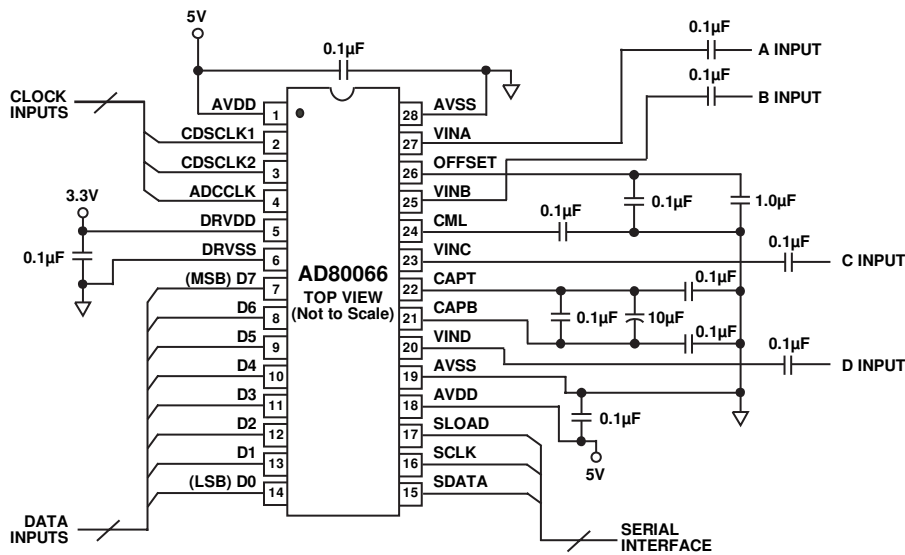 5V
0.1µF
0.1µF
A INPUT
0.1µF
B INPUT
CLOCK
INPUTS
AVDD
1
28
AVSS
CDSCLK1
2
27
VINA
CDSCLK2
3
26
OFFSET
ADCCLK
4
25
VINB
3.3V
0.1µF
1.0µF
0.1µF
DRVDD
5
24
CML
0.1µF
DRVSS
6
23
VINC
0.1µF
C INPUT
AD80066
TOP VIEW
(Not to Scale)
(MSB) D7
7
22
CAPT
0.1µF
D6
8
21
CAPB
0.1µF
10µF
0.1µF
D5
9
20
VIND
0.1µF
D INPUT
D4
10
19
AVSS
D3
11
18
AVDD
0.1µF
5V
D2
12
17
SLOAD
D1
13
16
SCLK
(LSB) D0
14
15
SDATA
DATA
INPUTS
SERIAL
INTERFACE